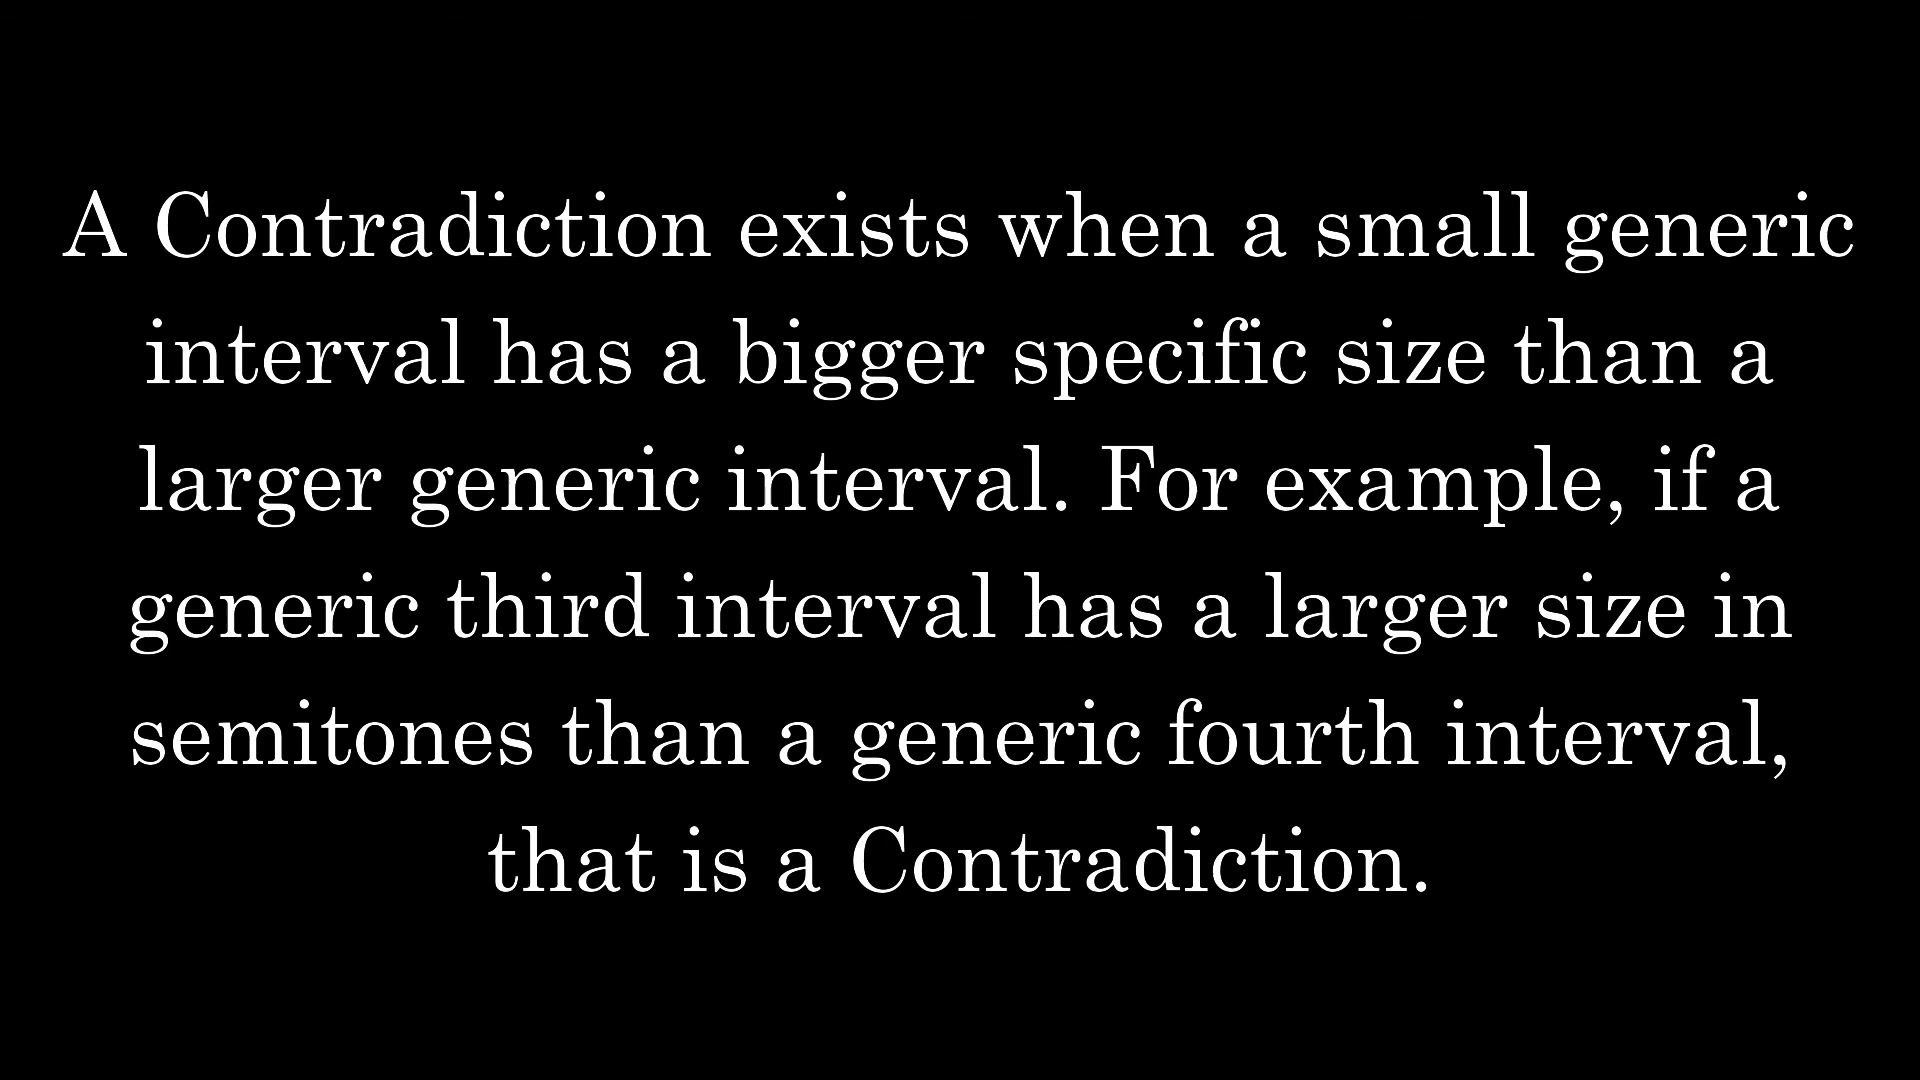 A Contradiction exists when a small generic
interval has a bigger specific size than a
larger generic interval. For example, if a
generic third interval has a larger size in
semitones than a generic fourth interval,
that is a Contradiction.